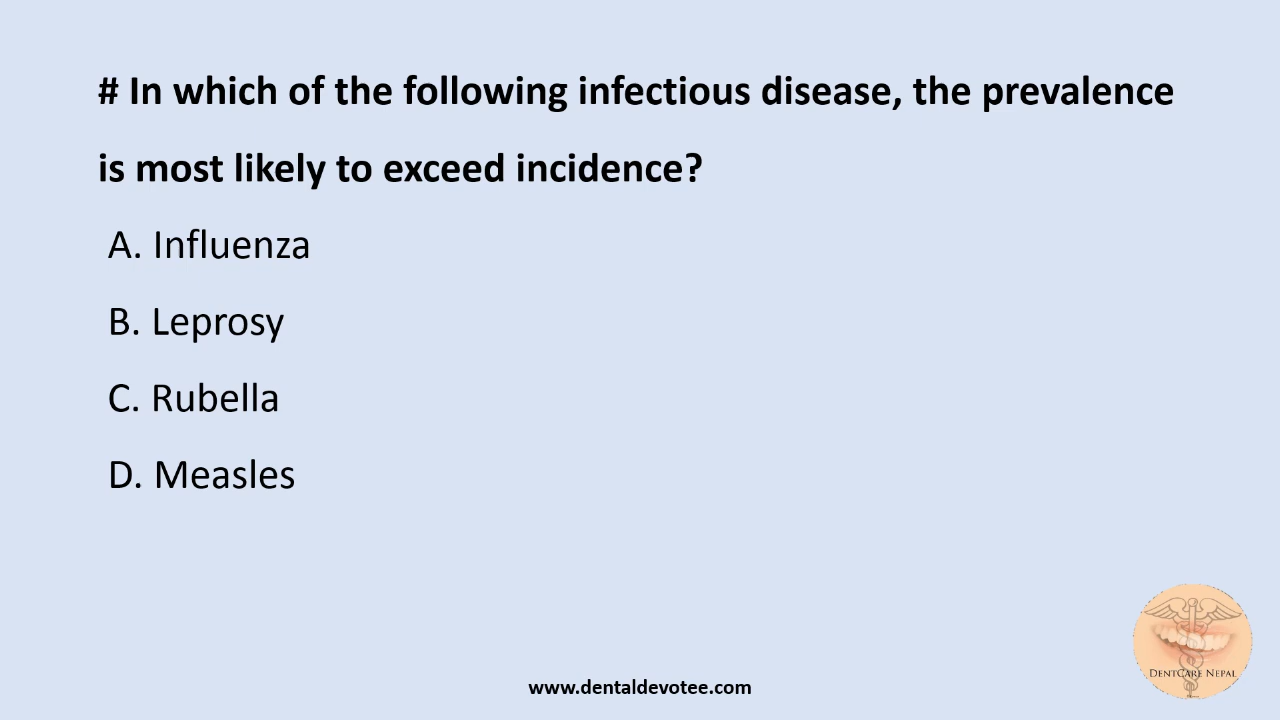 # In which of the following infectious disease, the prevalence
is most likely to exceed incidence?
A. Influenza
B. Leprosy
C. Rubella
D. Measles
DentCare Nepal
www.dentaldevotee.com